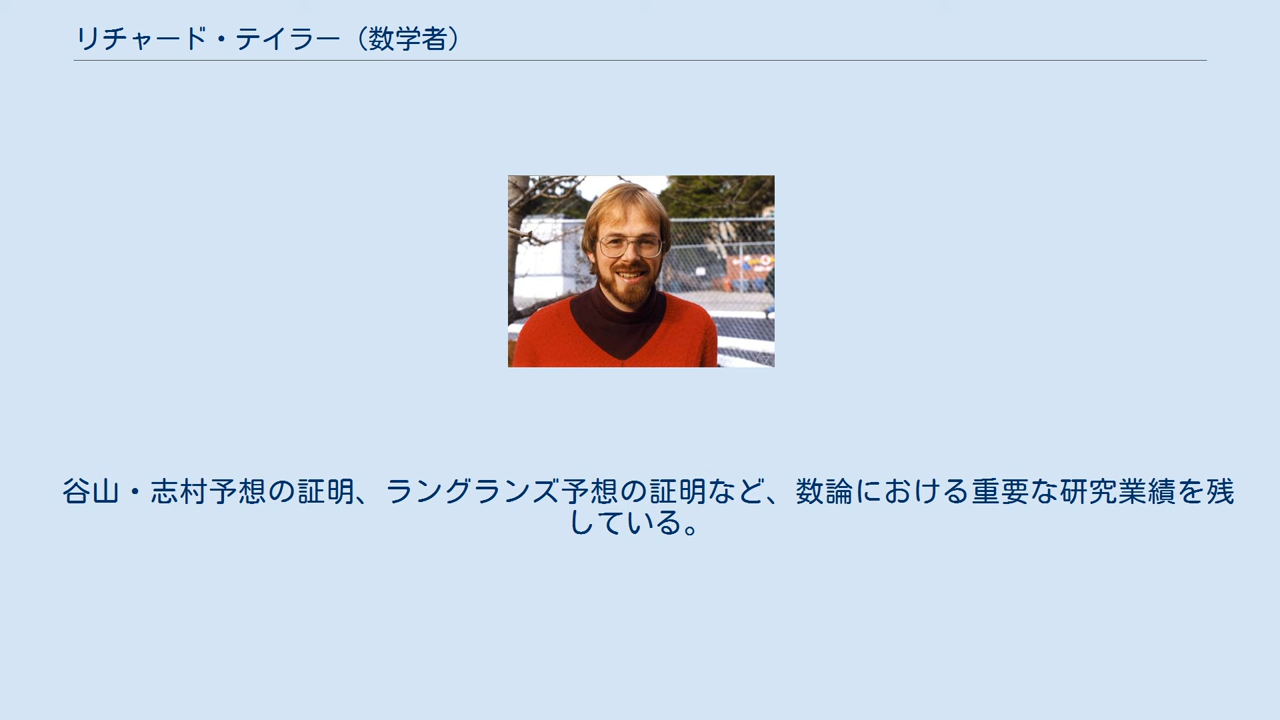 リチャード・テイラー（数学者）
谷山・志村予想の証明、ラングランズ予想の証明など、数論における重要な研究業績を残
している。